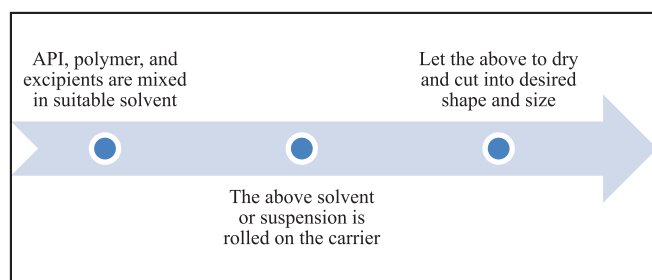 API, polymer, and
excipients are mixed
in suitable solvent
The above solvent
or suspension is
rolled on the carrier
Let the above to dry
and cut into desired
shape and size